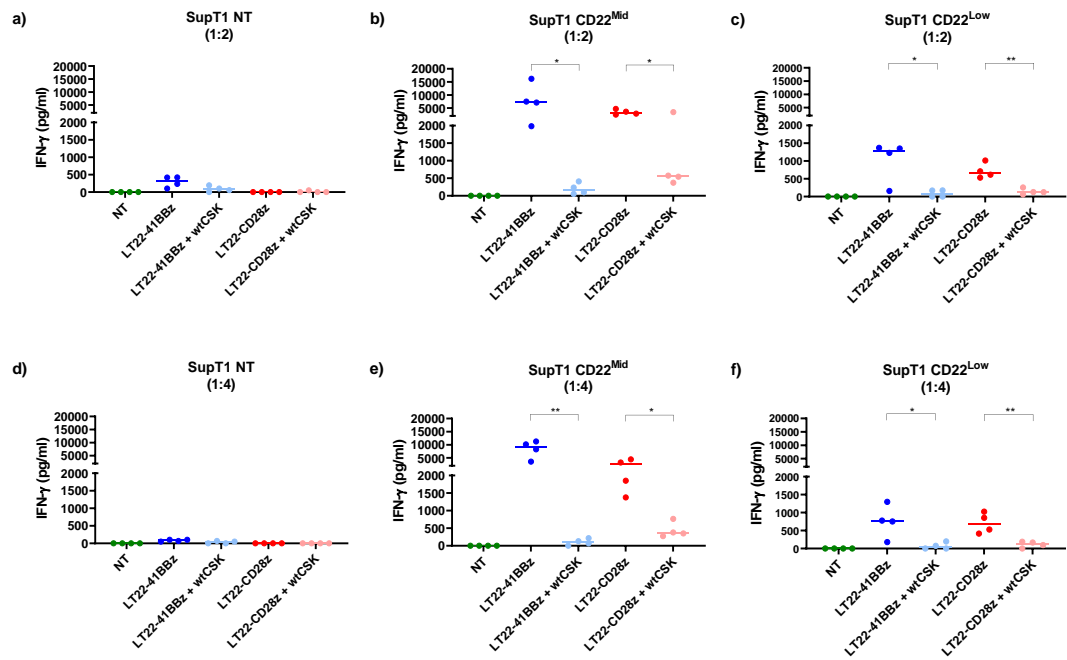 a)
SupT1 NT
(1:2)
IFN-γ (pg/ml)
20000
15000
10000
5000
2000
1500
1000
500
0
NT
LT22-41BBz
LT22-41BBz + wtCSK
LT22-CD28z
LT22-CD28z + wtCSK
b)
SupT1 CD22Mid
(1:2)
* *
IFN-γ (pg/ml)
20000
15000
10000
5000
2000
1500
1000
500
0
NT
LT22-41BBz
LT22-41BBz + wtCSK
LT22-CD28z
LT22-CD28z + wtCSK
c)
SupT1 CD22Low
(1:2)
* **
IFN-γ (pg/ml)
20000
15000
10000
5000
2000
1500
1000
500
0
NT
LT22-41BBz
LT22-41BBz + wtCSK
LT22-CD28z
LT22-CD28z + wtCSK
d)
SupT1 NT
(1:4)
IFN-γ (pg/ml)
20000
15000
10000
5000
2000
1500
1000
500
0
NT
LT22-41BBz
LT22-41BBz + wtCSK
LT22-CD28z
LT22-CD28z + wtCSK
e)
SupT1 CD22Mid
(1:4)
** *
IFN-γ (pg/ml)
20000
15000
10000
5000
2000
1500
1000
500
0
NT
LT22-41BBz
LT22-41BBz + wtCSK
LT22-CD28z
LT22-CD28z + wtCSK
f)
SupT1 CD22Low
(1:4)
* **
IFN-γ (pg/ml)
20000
15000
10000
5000
2000
1500
1000
500
0
NT
LT22-41BBz
LT22-41BBz + wtCSK
LT22-CD28z
LT22-CD28z + wtCSK